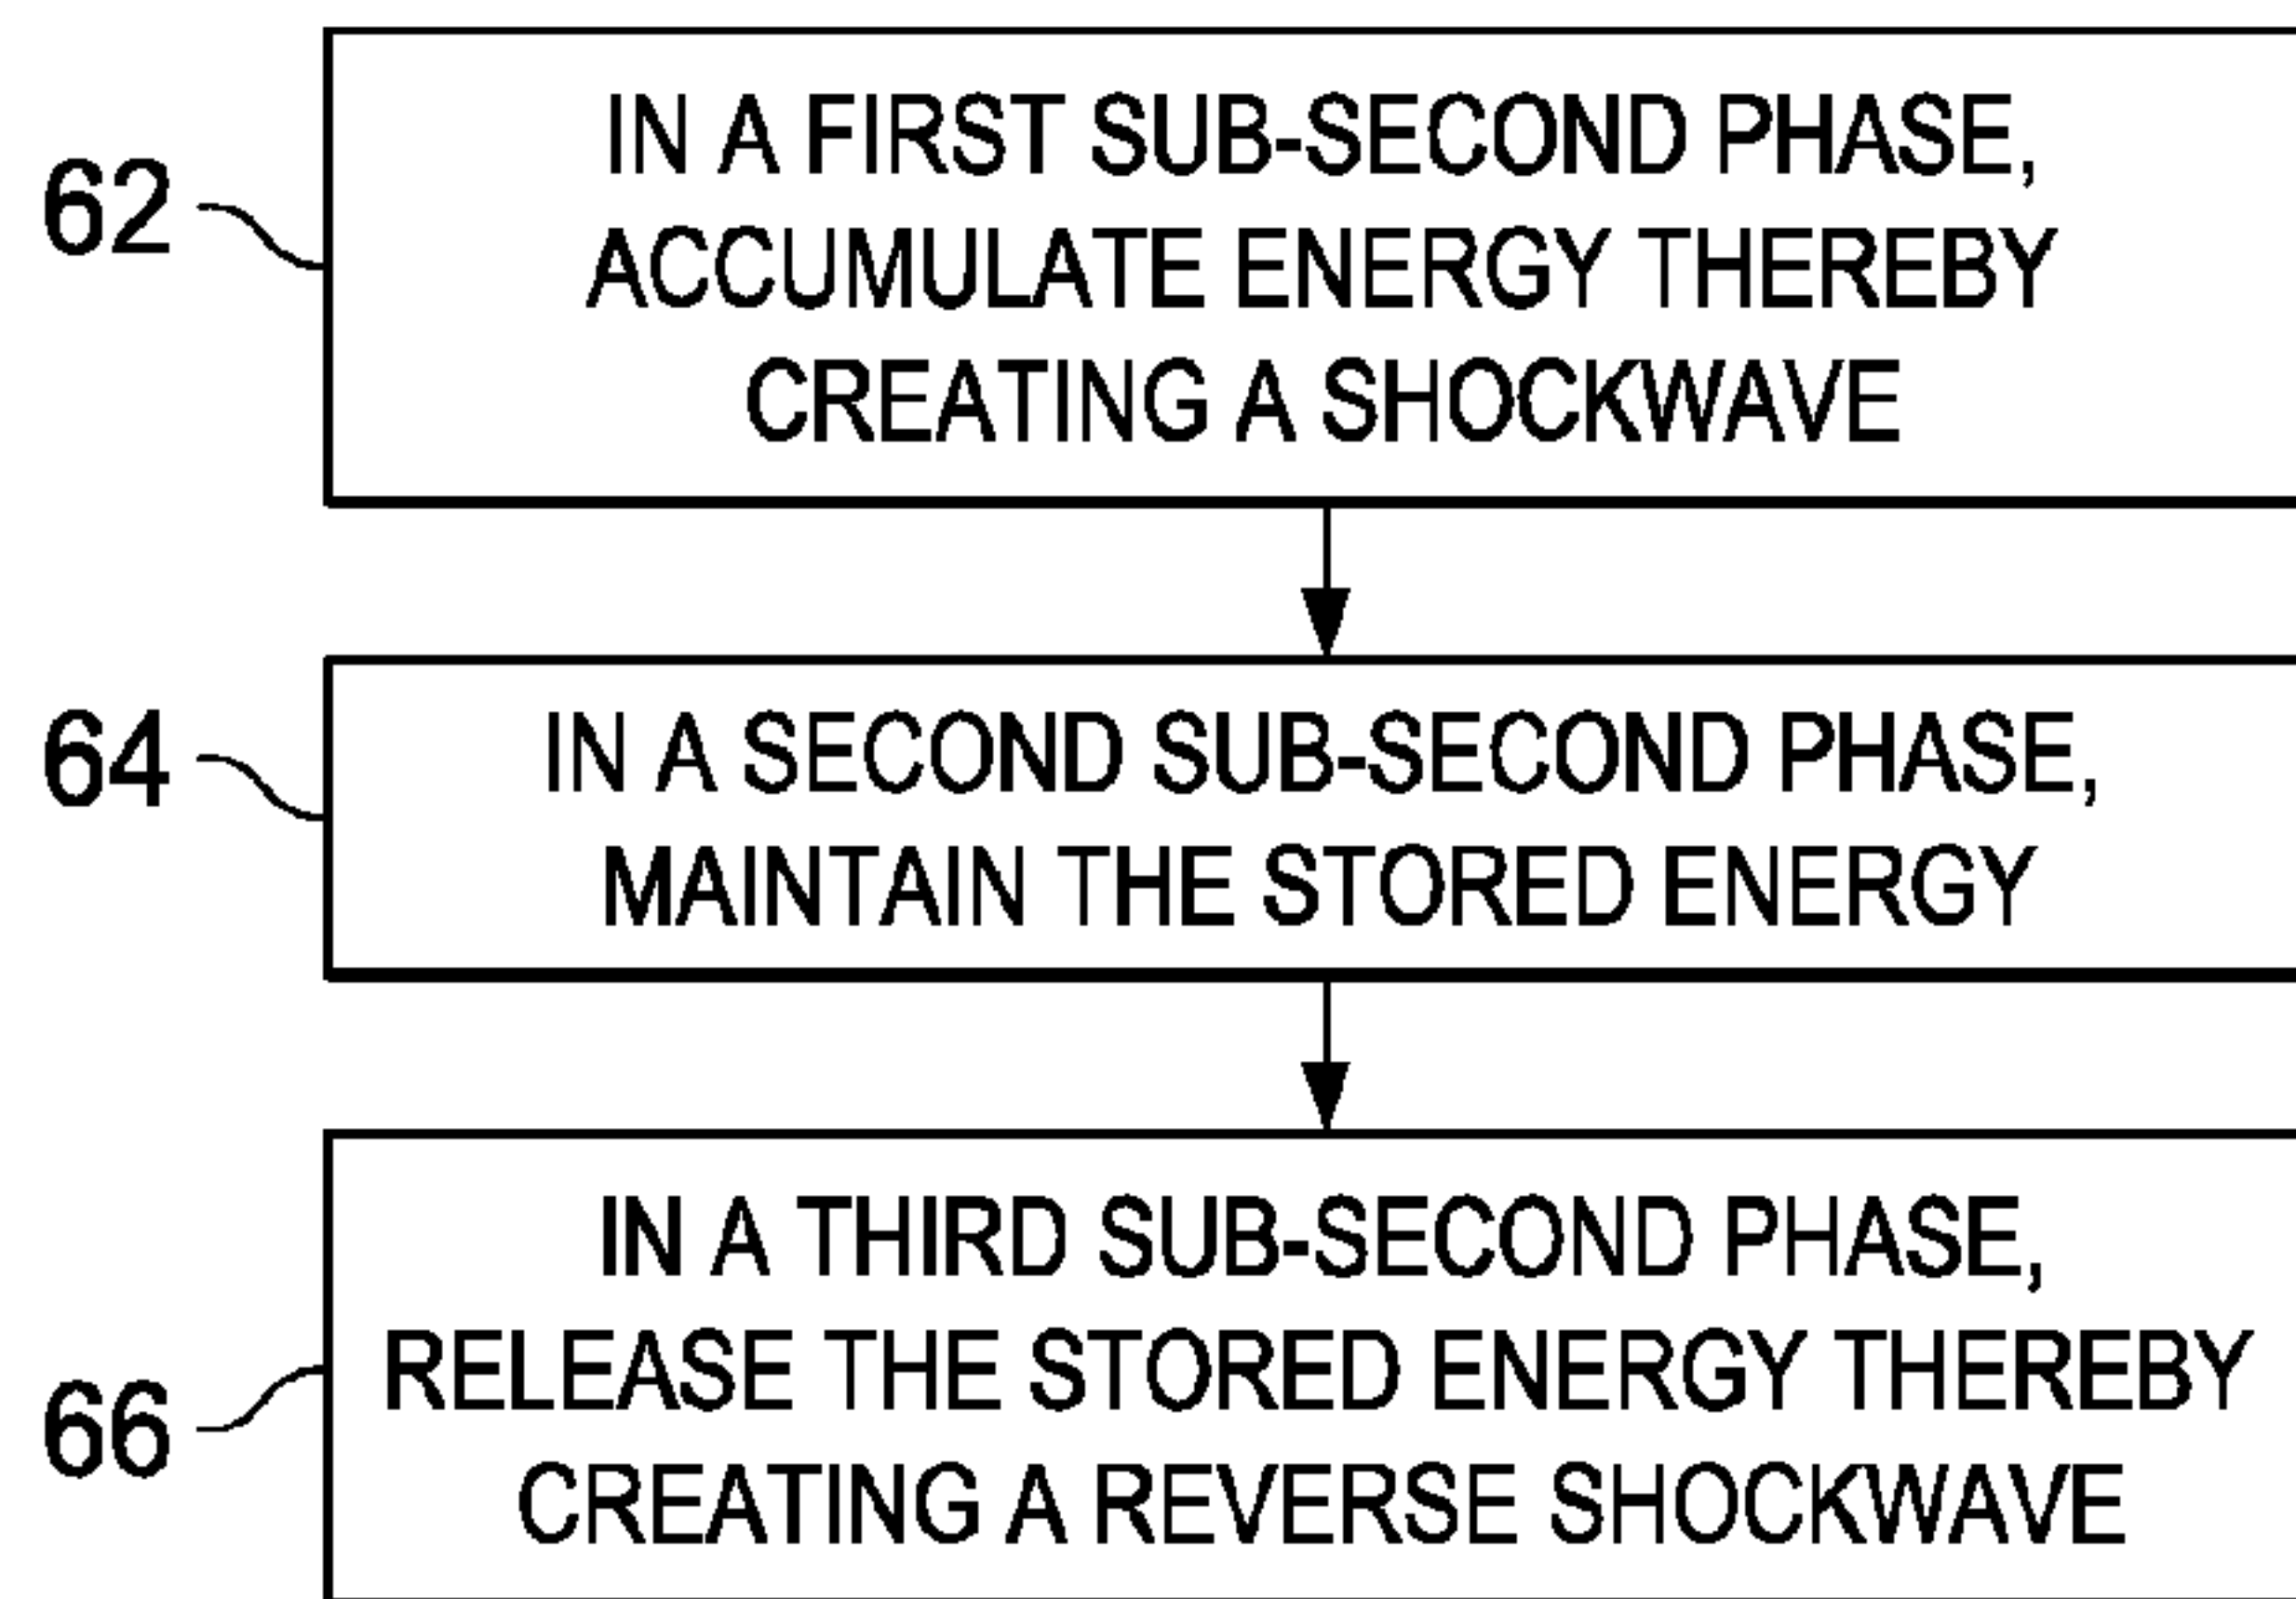 62
IN A FIRST SUB-SECOND PHASE,
ACCUMULATE ENERGY THEREBY
CREATING A SHOCKWAVE
64
IN A SECOND SUB-SECOND PHASE,
MAINTAIN THE STORED ENERGY
66
IN A THIRD SUB-SECOND PHASE,
RELEASE THE STORED ENERGY THEREBY
CREATING A REVERSE SHOCKWAVE